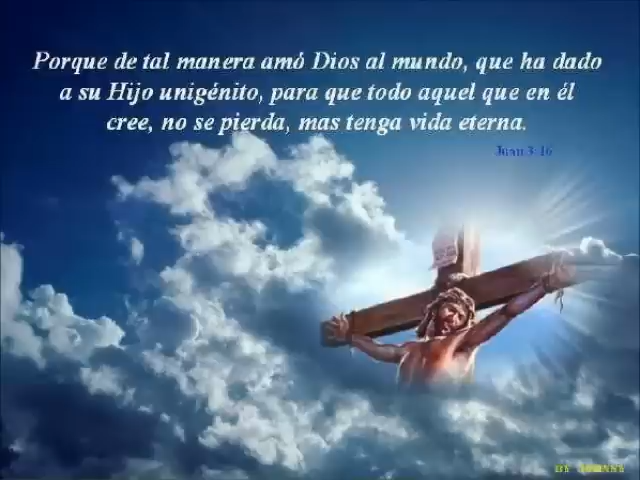 Porque de tal manera amó Dios al mundo, que ha dado
a su Hijo unigénito, para que todo aquel que en él
cree, no se pierda, mas tenga vida eterna.
Juan 3:16
BY